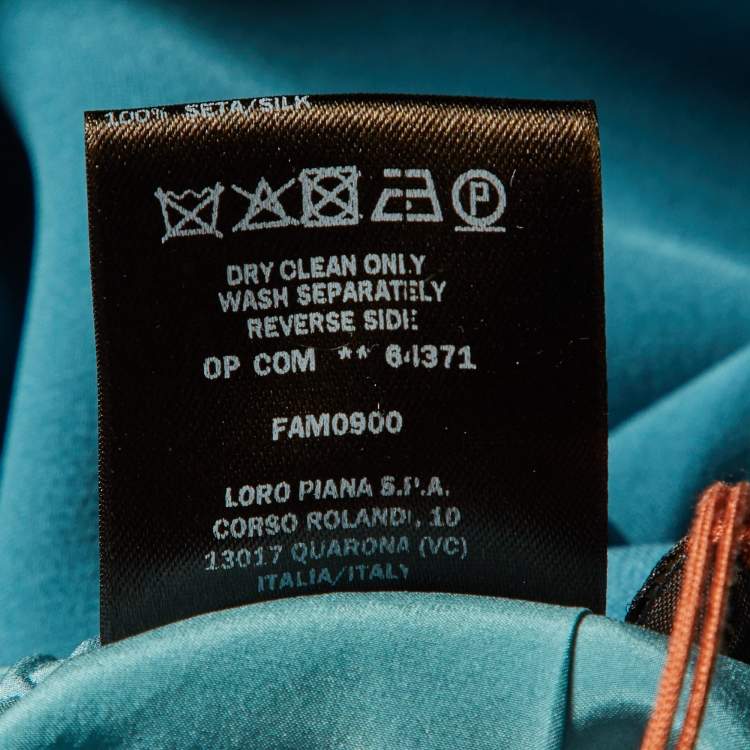 100% SETA/SILK
P
DRY CLEAN ONLY
WASH SEPARATELY
REVERSE SIDE
OP COM ** 64371
FAM0900
LORO PIANA S.P.A.
CORSO ROLANDI, 10
13017 QUARONA (VC)
ITALIA/ITALY